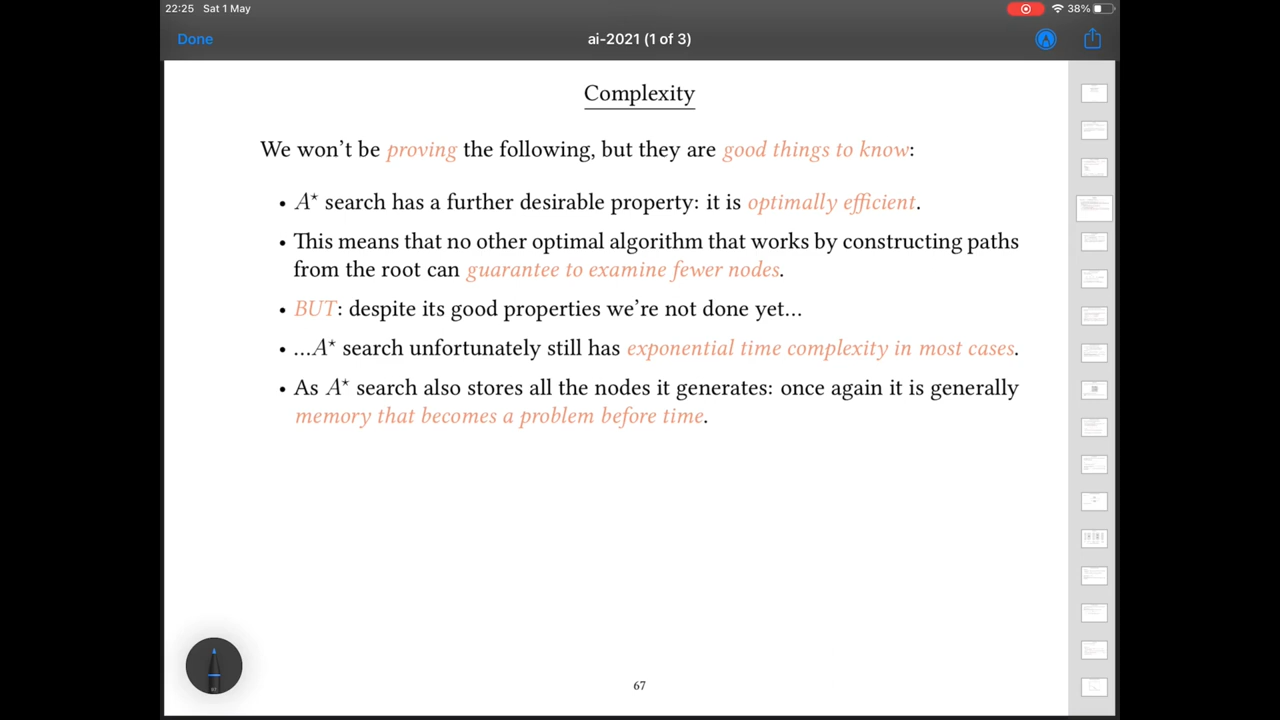 22:25 Sat 1 May
38%
Done
ai-2021 (1 of 3)
Complexity
We won't be proving the following, but they are good things to know:
• A⋆ search has a further desirable property: it is optimally efficient.
• This means that no other optimal algorithm that works by constructing paths
from the root can guarantee to examine fewer nodes.
• BUT: despite its good properties we're not done yet...
• ...A⋆ search unfortunately still has exponential time complexity in most cases.
• As A⋆ search also stores all the nodes it generates: once again it is generally
memory that becomes a problem before time.
67